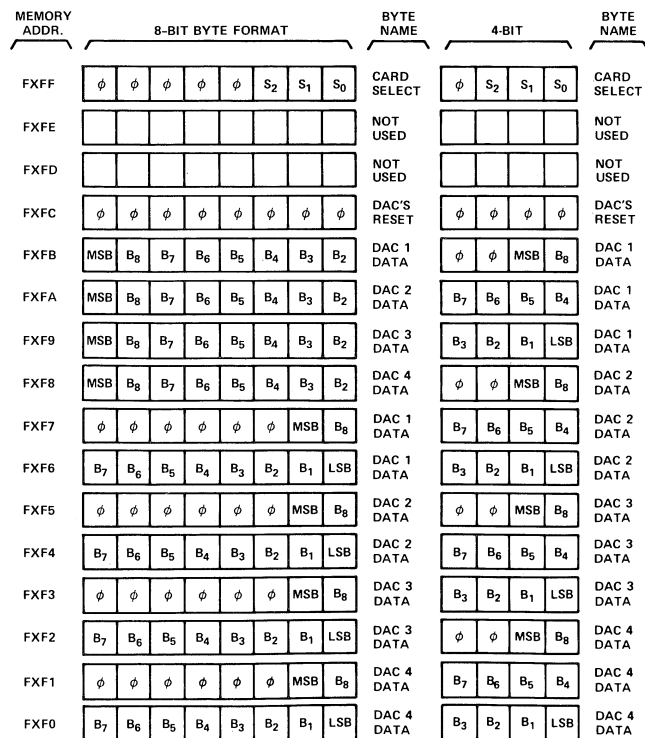 MEMORY ADDR. 8-BIT BYTE FORMAT BYTE NAME 4-BIT BYTE NAME
FXFF φ φ φ φ φ S2 S1 S0 CARD SELECT φ S2 S1 S0 CARD SELECT
FXFE NOT USED NOT USED
FXFD NOT USED NOT USED
FXFC φ φ φ φ φ φ φ φ DAC'S RESET φ φ φ φ DAC'S RESET
FXFB MSB B8 B7 B6 B5 B4 B3 B2 DAC 1 DATA φ φ MSB B8 DAC 1 DATA
FXFA MSB B8 B7 B6 B5 B4 B3 B2 DAC 2 DATA B7 B6 B5 B4 DAC 1 DATA
FXF9 MSB B8 B7 B6 B5 B4 B3 B2 DAC 3 DATA B3 B2 B1 LSB DAC 1 DATA
FXF8 MSB B8 B7 B6 B5 B4 B3 B2 DAC 4 DATA φ φ MSB B8 DAC 2 DATA
FXF7 φ φ φ φ φ φ MSB B8 DAC 1 DATA B7 B6 B5 B4 DAC 2 DATA
FXF6 B7 B6 B5 B4 B3 B2 B1 LSB DAC 1 DATA B3 B2 B1 LSB DAC 2 DATA
FXF5 φ φ φ φ φ φ MSB B8 DAC 2 DATA φ φ MSB B8 DAC 3 DATA
FXF4 B7 B6 B5 B4 B3 B2 B1 LSB DAC 2 DATA B7 B6 B5 B4 DAC 3 DATA
FXF3 φ φ φ φ φ φ MSB B8 DAC 3 DATA B3 B2 B1 LSB DAC 3 DATA
FXF2 B7 B6 B5 B4 B3 B2 B1 LSB DAC 3 DATA φ φ MSB B8 DAC 4 DATA
FXF1 φ φ φ φ φ φ MSB B8 DAC 4 DATA B7 B6 B5 B4 DAC 4 DATA
FXF0 B7 B6 B5 B4 B3 B2 B1 LSB DAC 4 DATA B3 B2 B1 LSB DAC 4 DATA